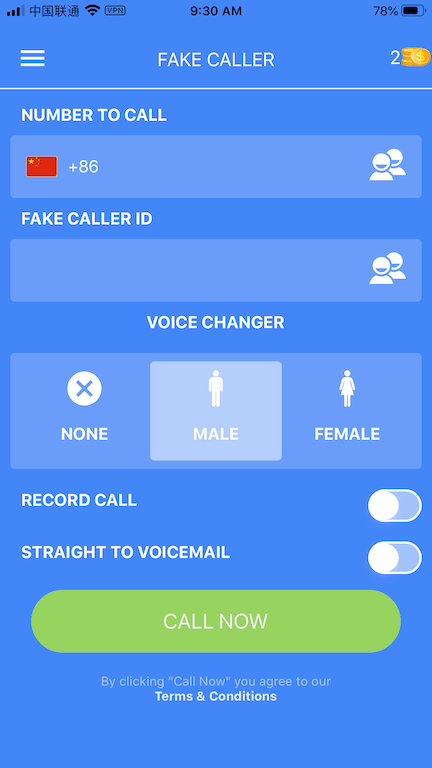 中国联通 VPN 9:30 AM 78%
FAKE CALLER 2
NUMBER TO CALL
+86
FAKE CALLER ID
VOICE CHANGER
NONE MALE FEMALE
RECORD CALL
STRAIGHT TO VOICEMAIL
CALL NOW
By clicking "Call Now" you agree to our
Terms & Conditions